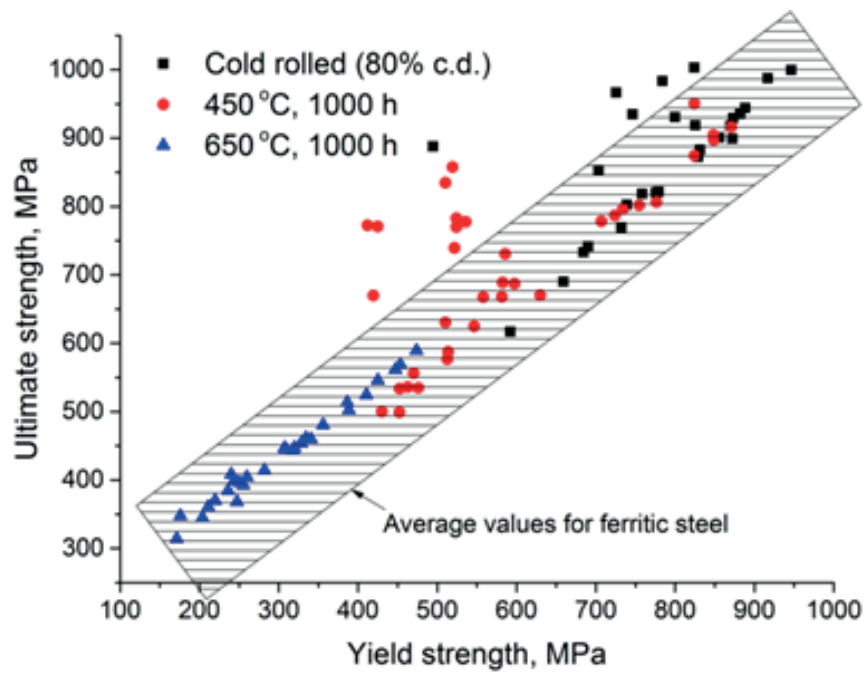 Cold rolled (80% c.d.)
450 °C, 1000 h
650 °C, 1000 h
Ultimate strength, MPa
1000
900
800
700
600
500
400
300
Average values for ferritic steel
100 200 300 400 500 600 700 800 900 1000
Yield strength, MPa